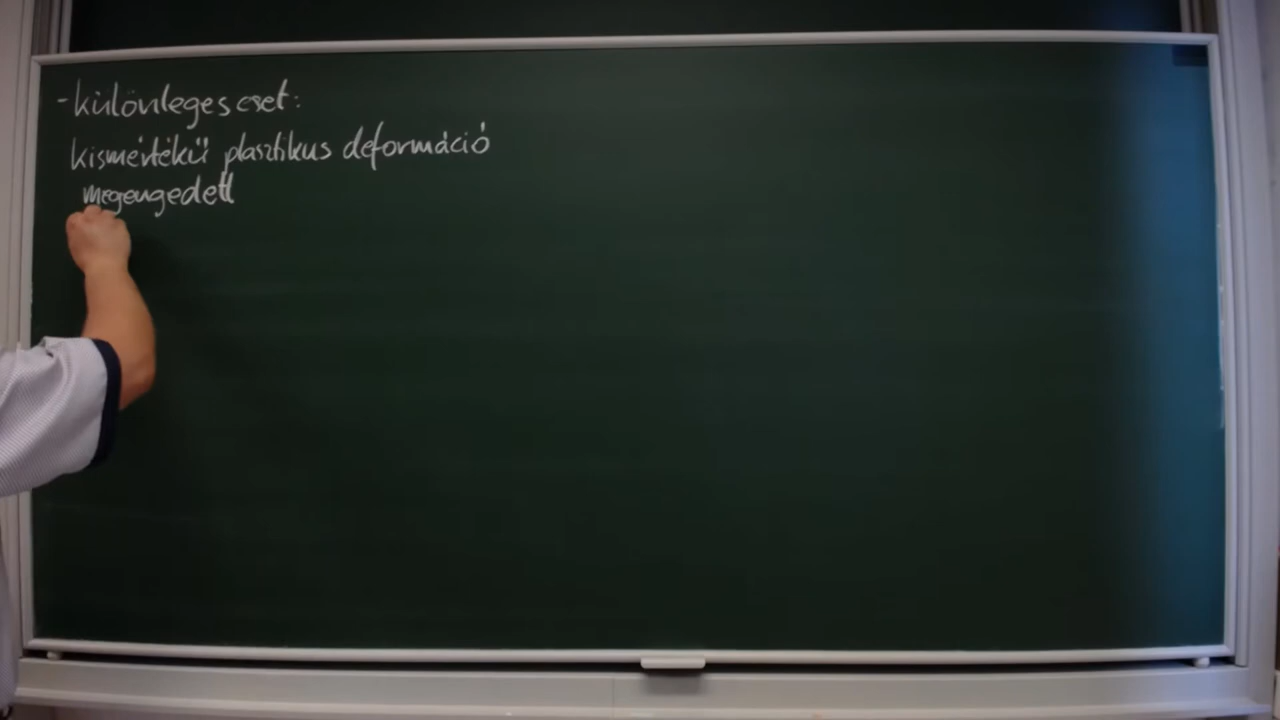 - különleges eset:
kismértékű plasztikus deformáció
megengedett